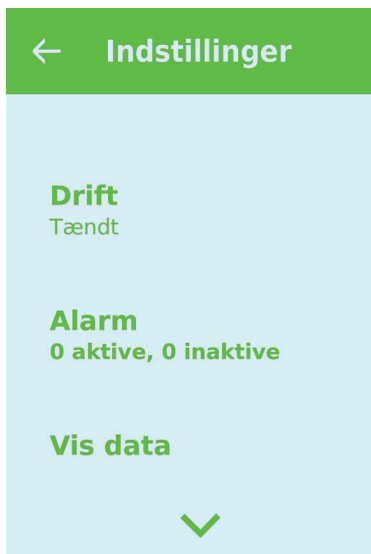 Indstillinger
Drift
Tændt
Alarm
0 aktive, 0 inaktive
Vis data